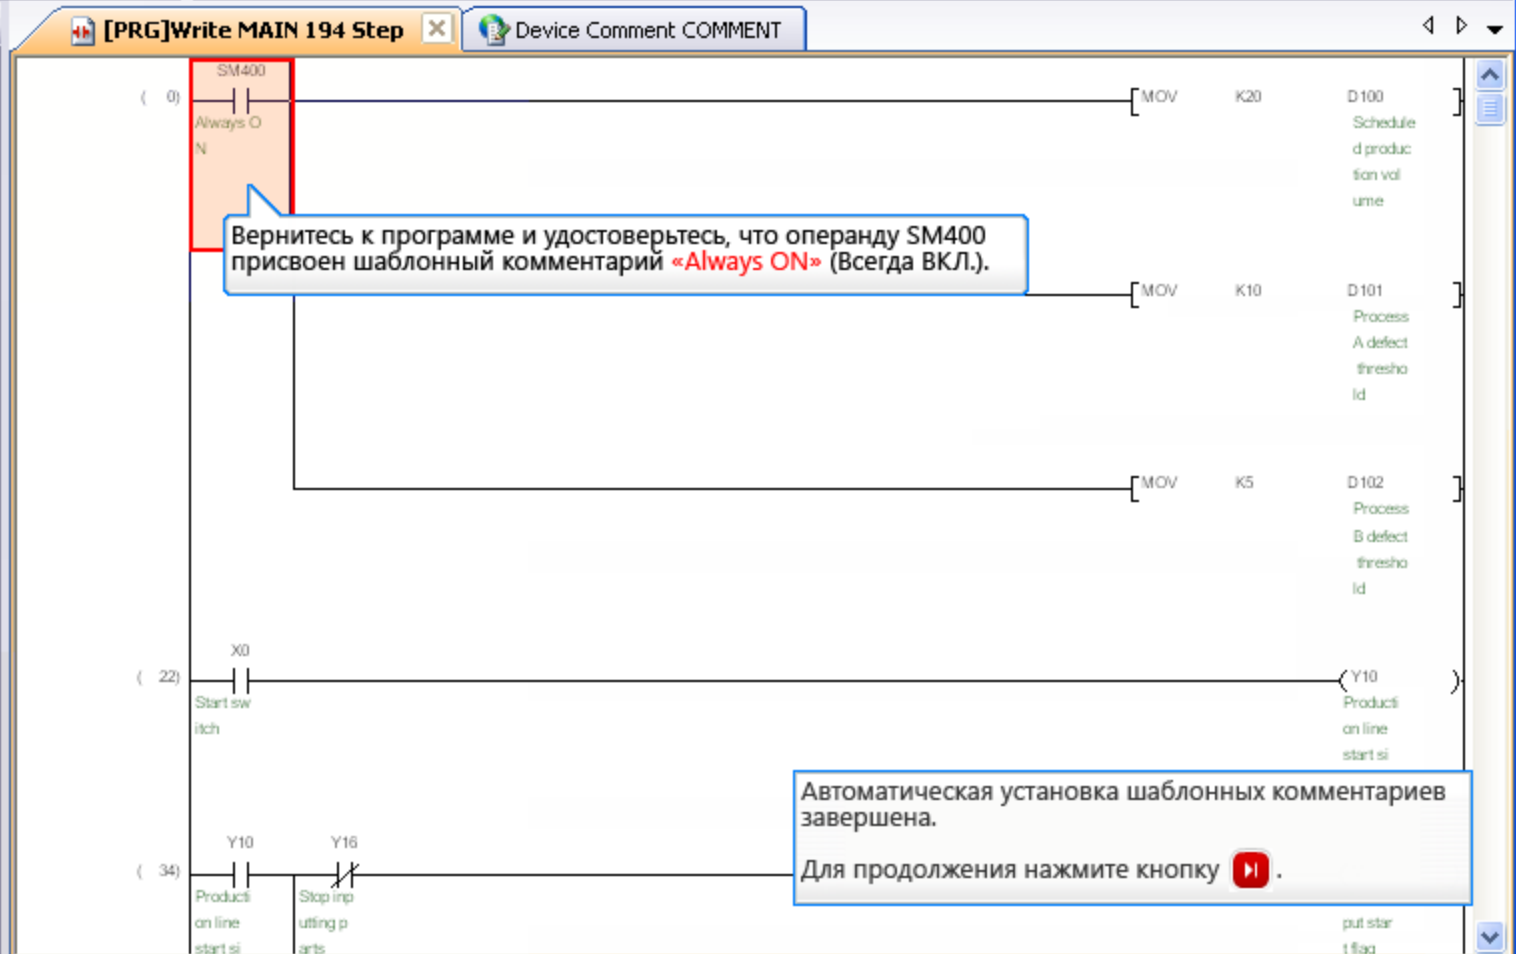 [PRG]Write MAIN 194 Step
Device Comment COMMENT
SM400
( 0)
MOV K20 D100
Always O
N
Schedule
d produc
tion vol
ume
Вернитесь к программе и удостоверьтесь, что операнду SM400
присвоен шаблонный комментарий «Always ON» (Всегда ВКЛ.).
MOV K10 D101
Process
A defect
thresho
ld
MOV K5 D102
Process
B defect
thresho
ld
X0
( 22)
Y10
Start sw
itch
Producti
on line
start si
Автоматическая установка шаблонных комментариев
завершена.
Для продолжения нажмите кнопку .
Y10 Y16
( 34)
Producti
on line
start si
Stop inp
utting p
arts
put star
t flag